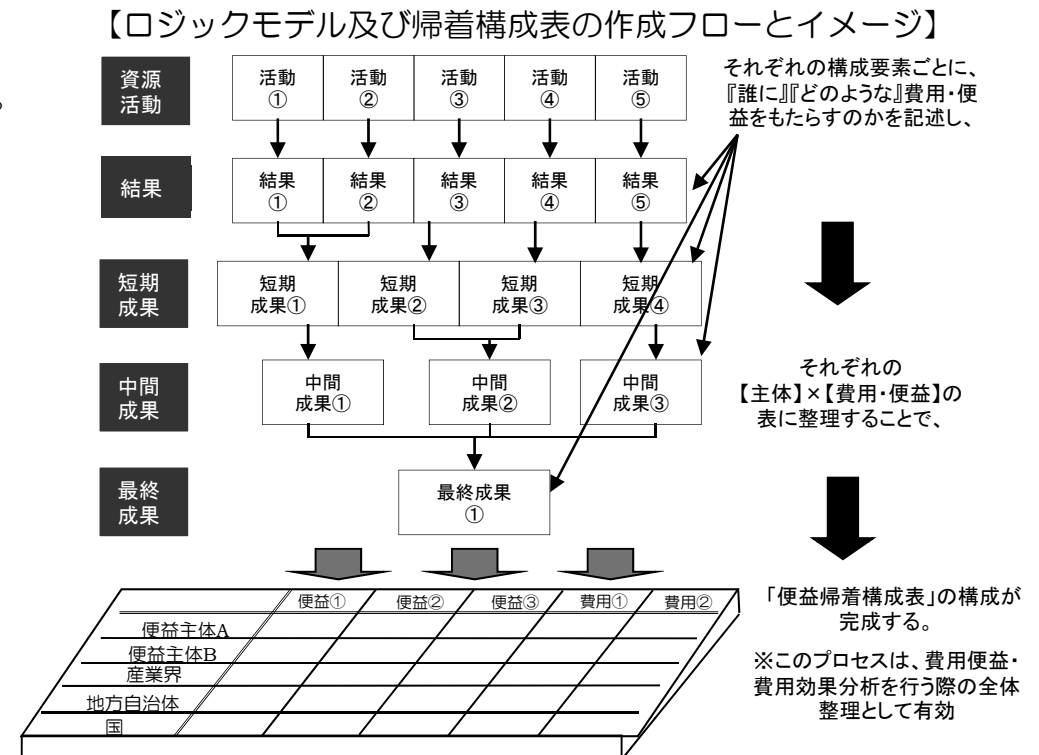 【ロジックモデル及び帰着構成表の作成フローとイメージ】
。
資源
活動
活動
①
活動
②
活動
③
活動
④
活動
⑤
それぞれの構成要素ごとに、
『誰に』『どのような』費用・便
益をもたらすのかを記述し、
結果
結果
①
結果
②
結果
③
結果
④
結果
⑤
短期
成果
短期
成果①
短期
成果②
短期
成果③
短期
成果④
中間
成果
中間
成果①
中間
成果②
中間
成果③
それぞれの
【主体】×【費用・便益】の
表に整理することで、
最終
成果
最終成果
①
便益①
便益②
便益③
費用①
費用②
便益主体A
便益主体B
産業界
地方自治体
国
「便益帰着構成表」の構成が
完成する。
※このプロセスは、費用便益・
費用効果分析を行う際の全体
整理として有効